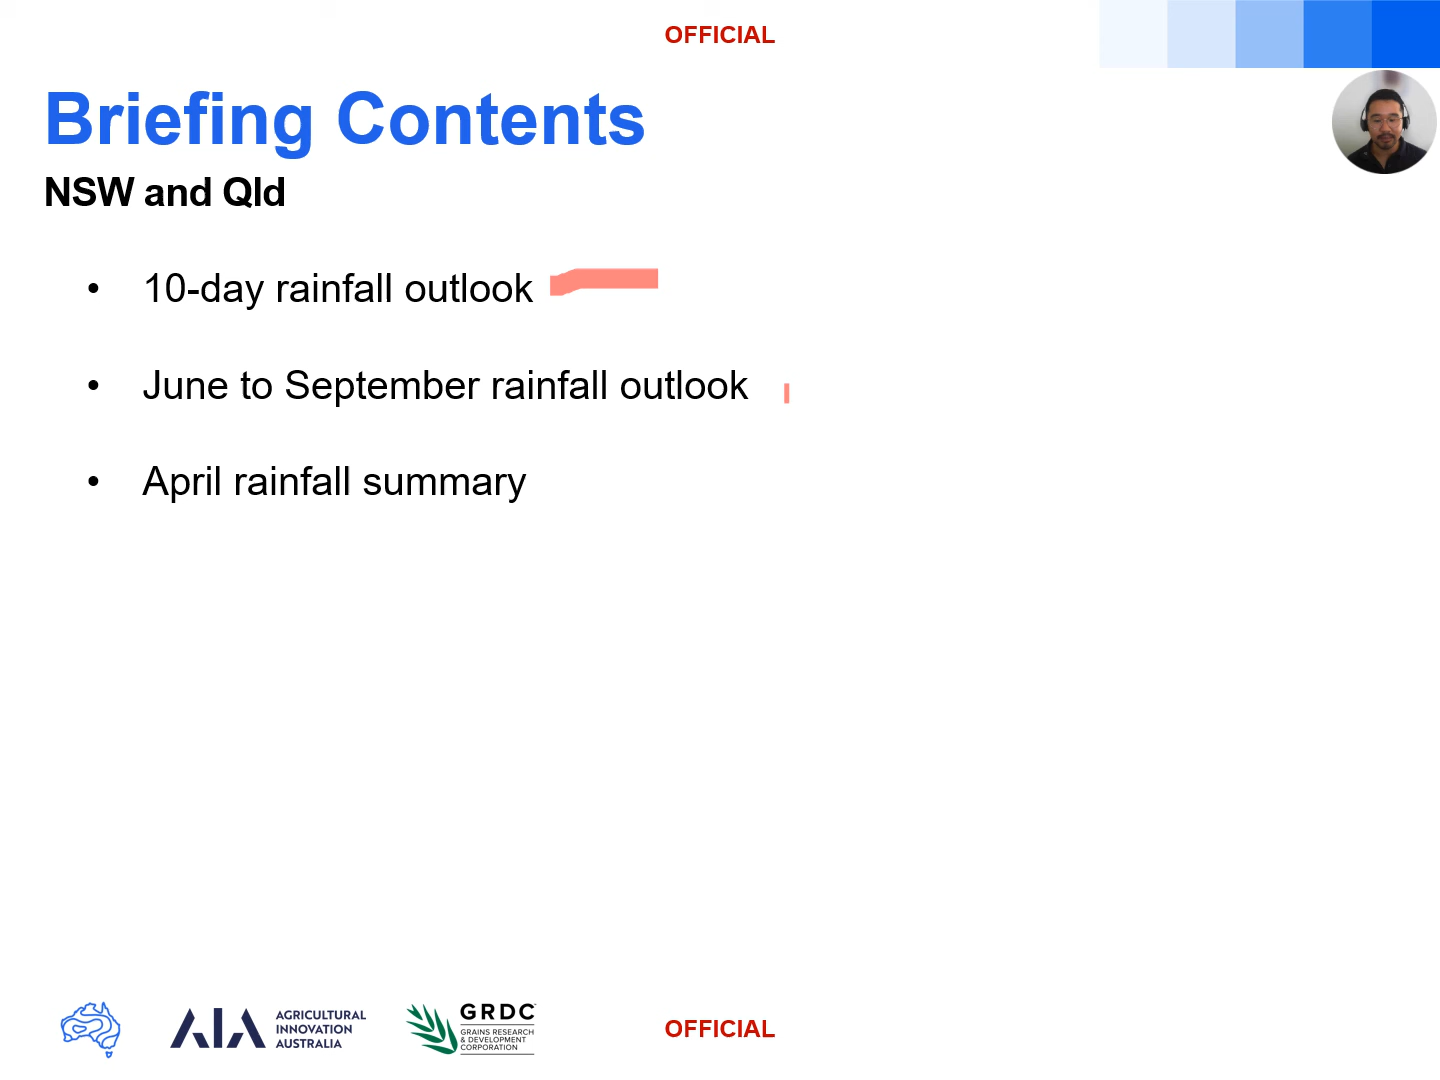 OFFICIAL
Briefing Contents
NSW and Qld
• 10-day rainfall outlook
• June to September rainfall outlook
• April rainfall summary
AIA AGRICULTURAL
INNOVATION
AUSTRALIA
GRDC
GRAINS RESEARCH
& DEVELOPMENT
CORPORATION
OFFICIAL